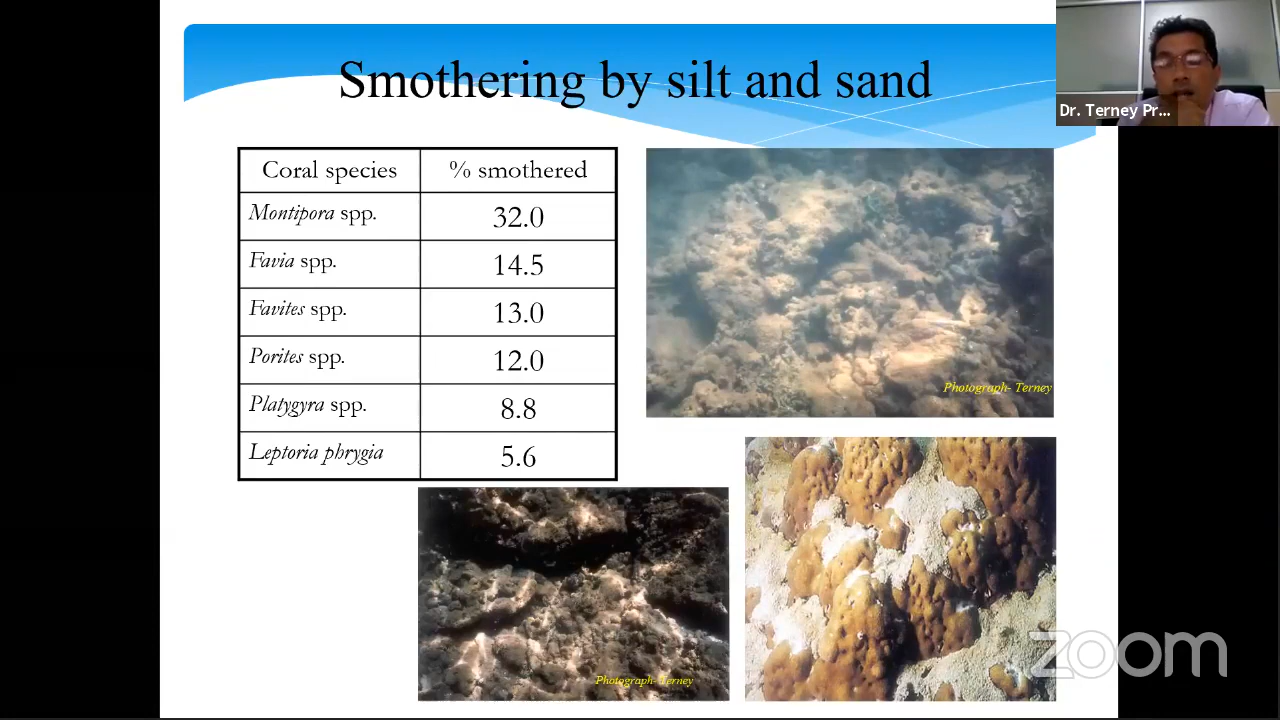 Smothering by silt and sand
Dr. Terney Pr...
Coral species % smothered
Montipora spp. 32.0
Favia spp. 14.5
Favites spp. 13.0
Porites spp. 12.0
Platygyra spp. 8.8
Leptoria phrygia 5.6
Photograph- Terney
Photograph- Terney
zoom